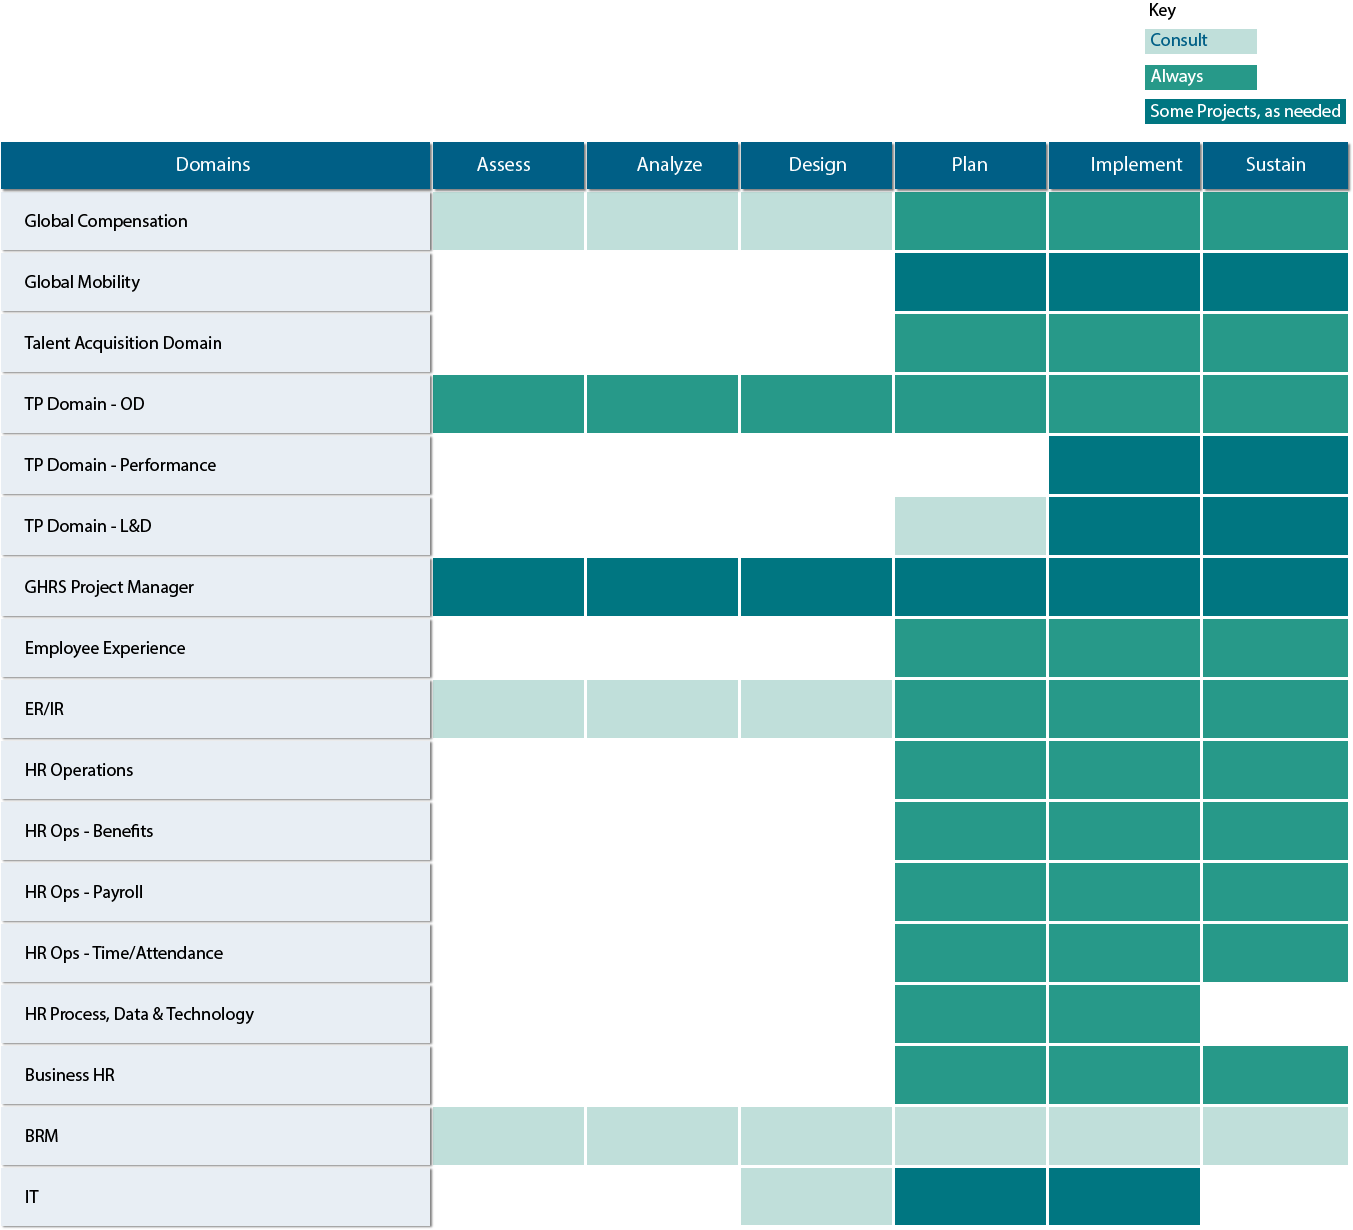 Key
Consult
Always
Some Projects, as needed
Domains Assess Analyze Design Plan Implement Sustain
Global Compensation
Global Mobility
Talent Acquisition Domain
TP Domain - OD
TP Domain - Performance
TP Domain - L&D
GHRS Project Manager
Employee Experience
ER/IR
HR Operations
HR Ops - Benefits
HR Ops - Payroll
HR Ops - Time/Attendance
HR Process, Data & Technology
Business HR
BRM
IT